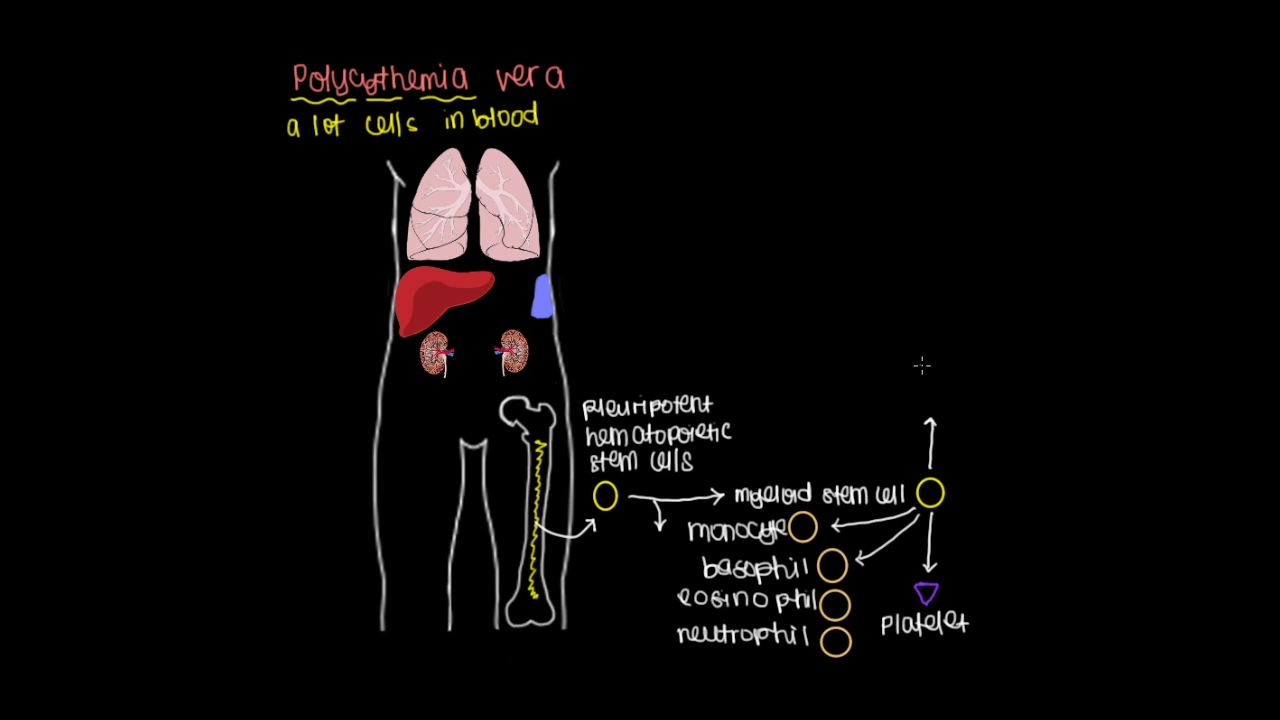 Polycythemia vera
a lot cells in blood
pleuripotent
hematopoietic
stem cells
myeloid stem cell
monocyte
basophil
eosinophil
neutrophil
Platelet